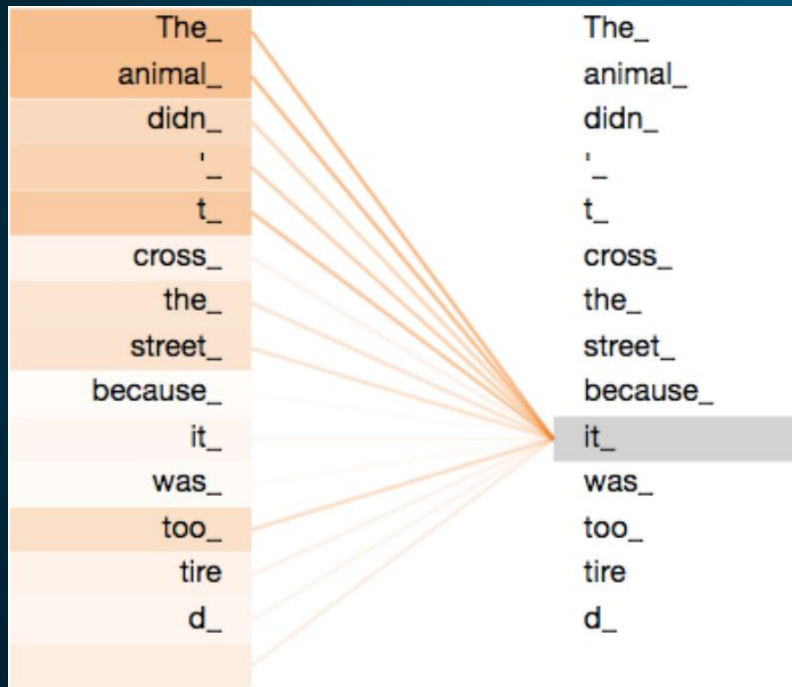 The_
animal_
didn_
'_
t_
cross_
the_
street_
because_
it_
was_
too_
tire
d_
The_
animal_
didn_
'_
t_
cross_
the_
street_
because_
it_
was_
too_
tire
d_